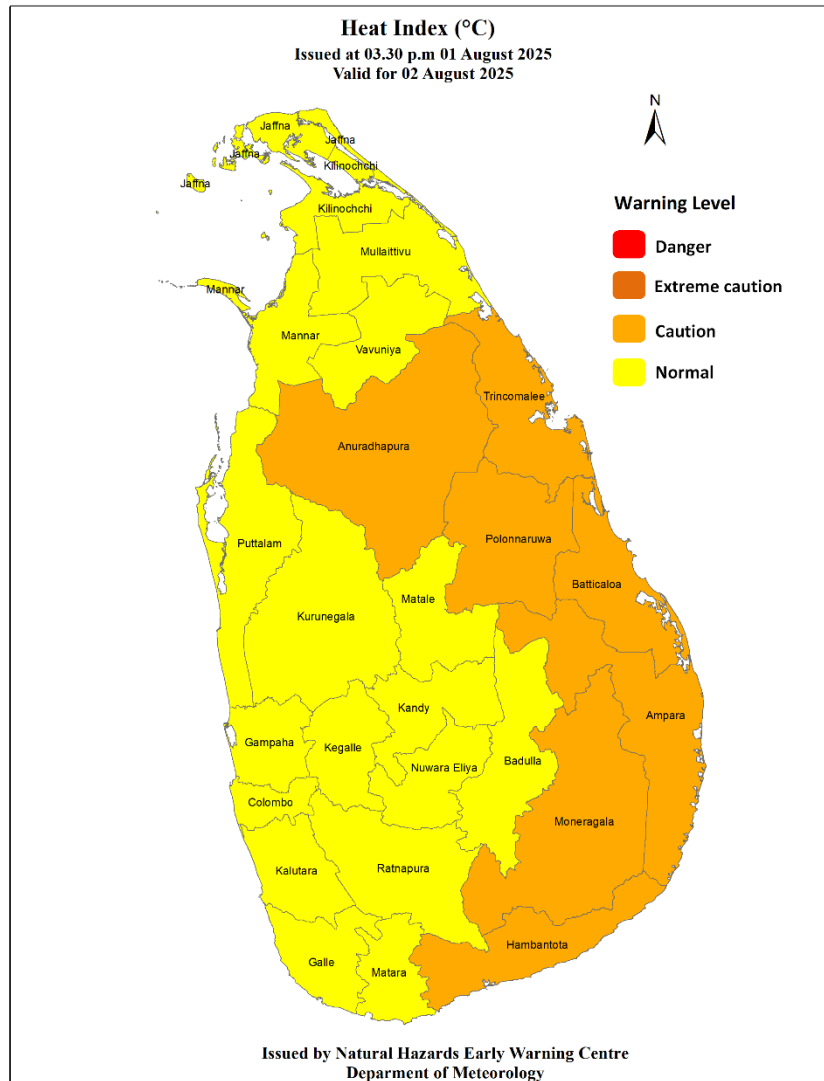 Heat Index (°C)
Issued at 03.30 p.m 01 August 2025
Valid for 02 August 2025
N
Warning Level
Danger
Extreme caution
Caution
Normal
Jaffna
Jaffna
Jaffna
Kilinochchi
Jaffna
Kilinochchi
Mullaittivu
Mannar
Mannar
Vavuniya
Trincomalee
Anuradhapura
Puttalam
Polonnaruwa
Batticaloa
Matale
Kurunegala
Kandy
Ampara
Gampaha
Kegalle
Nuwara Eliya
Badulla
Colombo
Moneragala
Kalutara
Ratnapura
Hambantota
Galle
Matara
Issued by Natural Hazards Early Warning Centre
Deparment of Meteorology